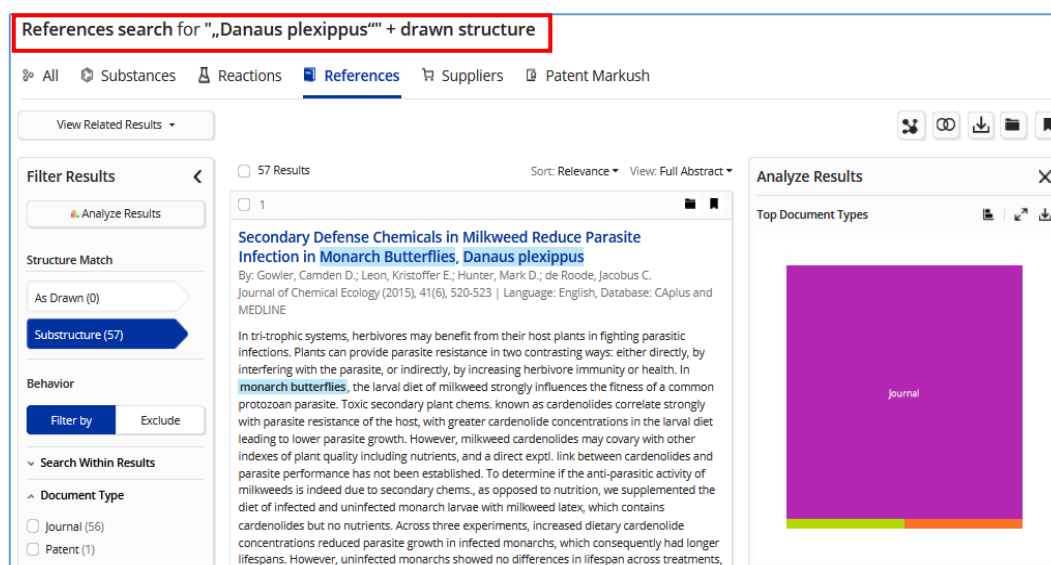 References search for "„Danaus plexippus“" + drawn structure
All Substances Reactions References Suppliers Patent Markush
View Related Results
Filter Results
Analyze Results
Structure Match
As Drawn (0)
Substructure (57)
Behavior
Filter by Exclude
Search Within Results
Document Type
Journal (56)
Patent (1)
57 Results Sort: Relevance View: Full Abstract
1
Secondary Defense Chemicals in Milkweed Reduce Parasite
Infection in Monarch Butterflies, Danaus plexippus
By: Gowler, Camden D.; Leon, Kristoffer E.; Hunter, Mark D.; de Roode, Jacobus C.
Journal of Chemical Ecology (2015), 41(6), 520-523 | Language: English, Database: CAplus and
MEDLINE
In tri-trophic systems, herbivores may benefit from their host plants in fighting parasitic
infections. Plants can provide parasite resistance in two contrasting ways: either directly, by
interfering with the parasite, or indirectly, by increasing herbivore immunity or health. In
monarch butterflies, the larval diet of milkweed strongly influences the fitness of a common
protozoan parasite. Toxic secondary plant chems. known as cardenolides correlate strongly
with parasite resistance of the host, with greater cardenolide concentrations in the larval diet
leading to lower parasite growth. However, milkweed cardenolides may covary with other
indexes of plant quality including nutrients, and a direct exptl. link between cardenolides and
parasite performance has not been established. To determine if the anti-parasitic activity of
milkweeds is indeed due to secondary chems., as opposed to nutrition, we supplemented the
diet of infected and uninfected monarch larvae with milkweed latex, which contains
cardenolides but no nutrients. Across three experiments, increased dietary cardenolide
concentrations reduced parasite growth in infected monarchs, which consequently had longer
lifespans. However, uninfected monarchs showed no differences in lifespan across treatments,
Analyze Results
Top Document Types
Journal